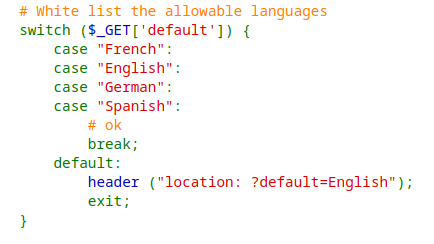 # White list the allowable languages
switch ($_GET['default']) {
case "French":
case "English":
case "German":
case "Spanish":
# ok
break;
default:
header ("location: ?default=English");
exit;
}